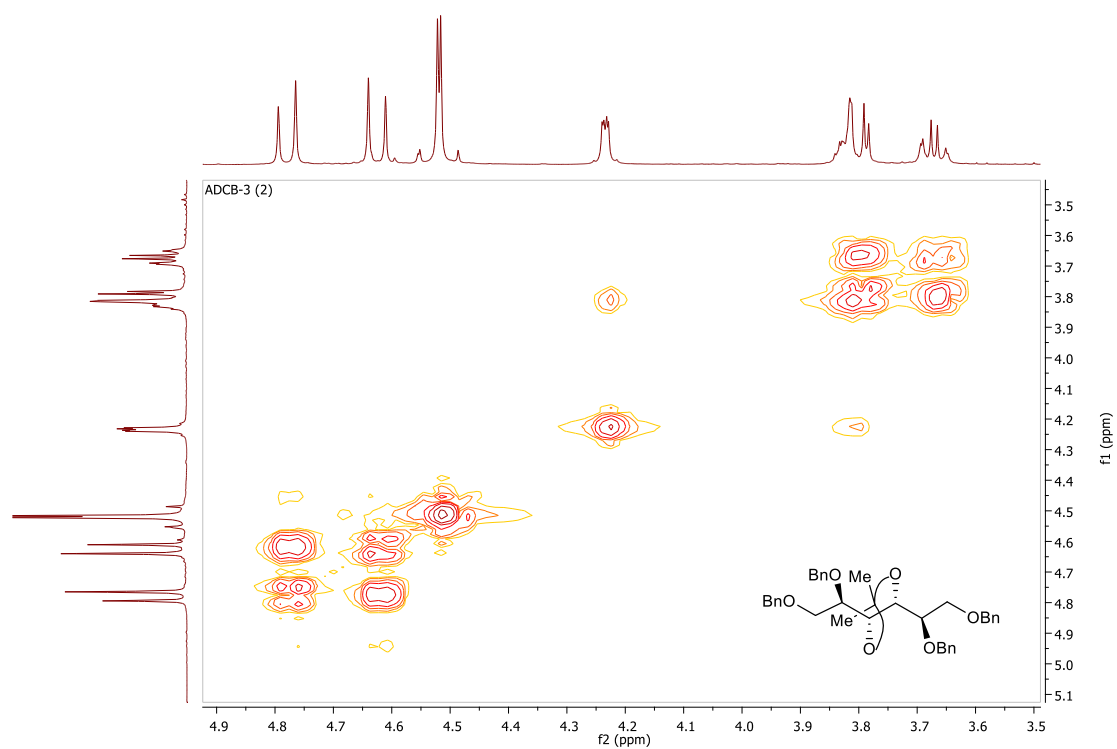 ADCB-3 (2)
3.5
3.6
3.7
3.8
3.9
4.0
4.1
4.2
4.3
4.4
4.5
4.6
4.7
4.8
4.9
5.0
5.1
f1 (ppm)
BnO Me O
BnO
Me
OBn
O
OBn
4.9 4.8 4.7 4.6 4.5 4.4 4.3 4.2 4.1 4.0 3.9 3.8 3.7 3.6 3.5
f2 (ppm)